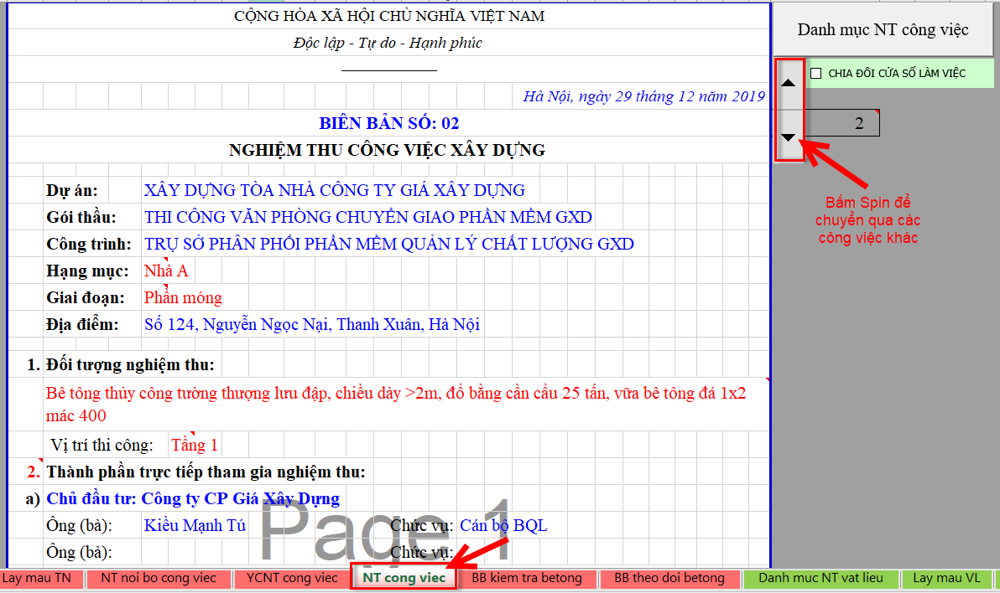 CỘNG HÒA XÃ HỘI CHỦ NGHĨA VIỆT NAM
Độc lập - Tự do - Hạnh phúc
Danh mục NT công việc
CHIA ĐÔI CỬA SỔ LÀM VIỆC
Hà Nội, ngày 29 tháng 12 năm 2019
BIÊN BẢN SỐ: 02
2
NGHIỆM THU CÔNG VIỆC XÂY DỰNG
Dự án: XÂY DỰNG TÒA NHÀ CÔNG TY GIÁ XÂY DỰNG
Gói thầu: THI CÔNG VĂN PHÒNG CHUYỂN GIAO PHẦN MỀM GXD
Công trình: TRỤ SỞ PHÂN PHỐI PHẦN MỀM QUẢN LÝ CHẤT LƯỢNG GXD
Hạng mục: Nhà A
Giai đoạn: Phần móng
Địa điểm: Số 124, Nguyễn Ngọc Nại, Thanh Xuân, Hà Nội
Bấm Spin để
chuyển qua các
công việc khác
1. Đối tượng nghiệm thu:
Bê tông thủy công tường thượng lưu đập, chiều dày >2m, đổ bằng cần cẩu 25 tấn, vữa bê tông đá 1x2
mác 400
Vị trí thi công: Tầng 1
2. Thành phần trực tiếp tham gia nghiệm thu:
a) Chủ đầu tư: Công ty CP Giá Xây Dựng
Ông (bà): Kiều Mạnh Tú Chức vụ: Cán bộ BQL
Ông (bà): Chức vụ:
Page 1
Lay mau TN NT noi bo cong viec YCNT cong viec NT cong viec BB kiem tra betong BB theo doi betong Danh muc NT vat lieu Lay mau VL